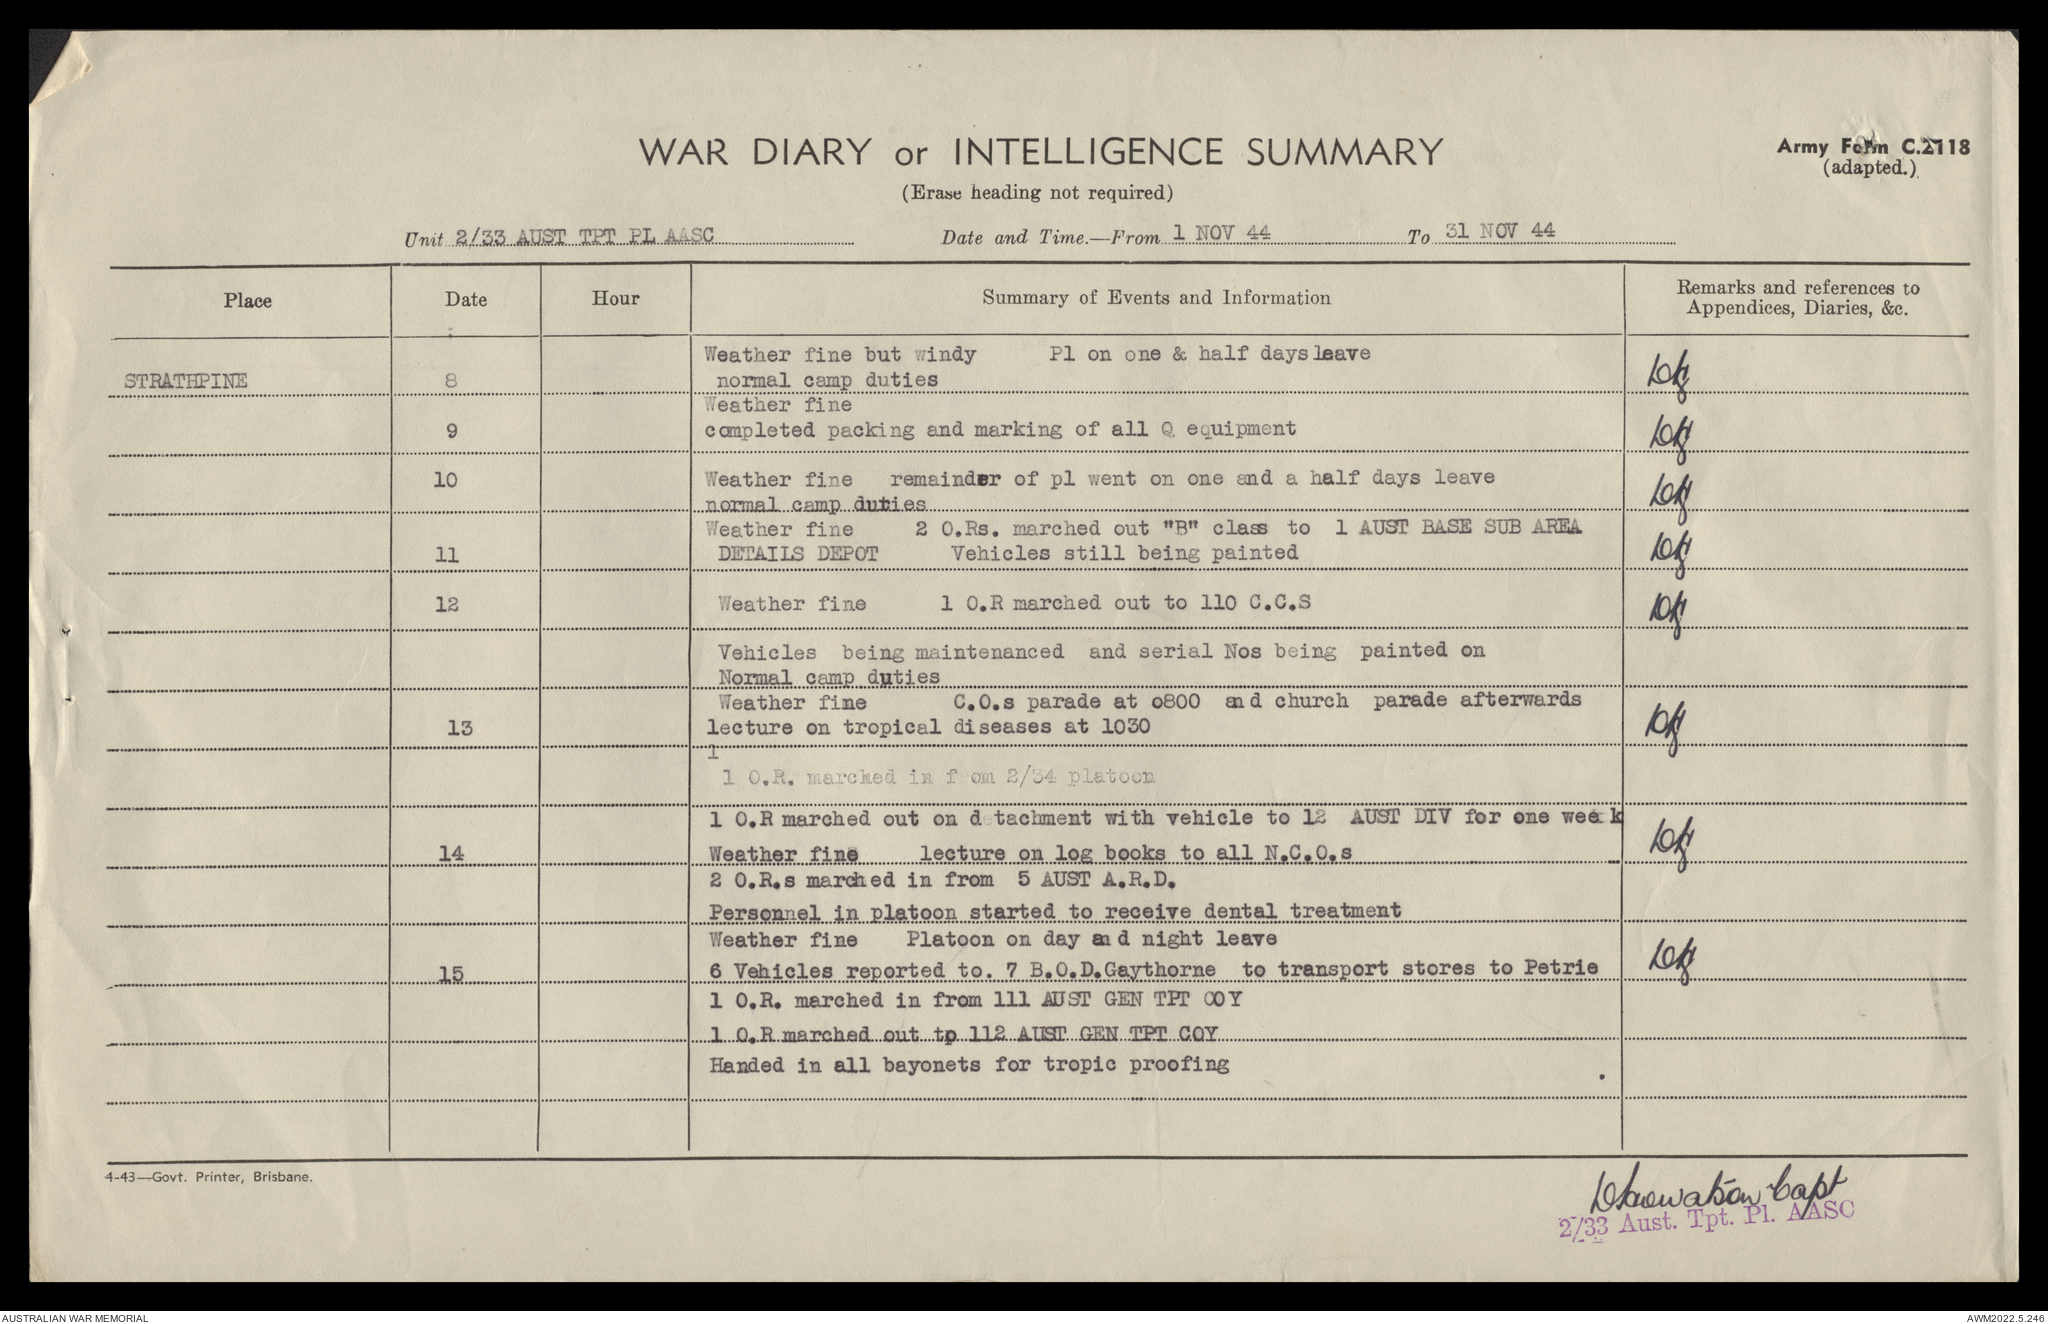 WAR DIARY or INTELLIGENCE SUMMARY
Army Form C.2118
(adapted.)
(Erase heading not required)
Unit 2/33 AUST TPT PL AASC Date and Time.—From 1 NOV 44 To 31 NOV 44
Place Date Hour Summary of Events and Information Remarks and references to
Appendices, Diaries, &c.
Weather fine but windy Pl on one & half days leave
STRATHPINE 8 normal camp duties
Weather fine
9 completed packing and marking of all Q equipment
10 Weather fine remainder of pl went on one and a half days leave
normal camp duties
Weather fine 2 O.Rs. marched out "B" class to 1 AUST BASE SUB AREA
11 DETAILS DEPOT Vehicles still being painted
12 Weather fine 1 O.R marched out to 110 C.C.S
Vehicles being maintenanced and serial Nos being painted on
Normal camp duties
Weather fine C.O.s parade at o800 and church parade afterwards
13 lecture on tropical diseases at 1030
1
1 O.R. marched in from 2/34 platoon
1 O.R marched out on detachment with vehicle to 12 AUST DIV for one week
14 Weather fine lecture on log books to all N.C.O.s
2 O.R.s marched in from 5 AUST A.R.D.
Personnel in platoon started to receive dental treatment
Weather fine Platoon on day and night leave
15 6 Vehicles reported to. 7 B.O.D.Gaythorne to transport stores to Petrie
1 O.R. marched in from 111 AUST GEN TPT COY
1 O.R marched out to 112 AUST GEN TPT COY
Handed in all bayonets for tropic proofing
4-43—Govt. Printer, Brisbane.
Capt
2/33 Aust. Tpt. Pl. AASC
AUSTRALIAN WAR MEMORIAL AWM2022.5.246